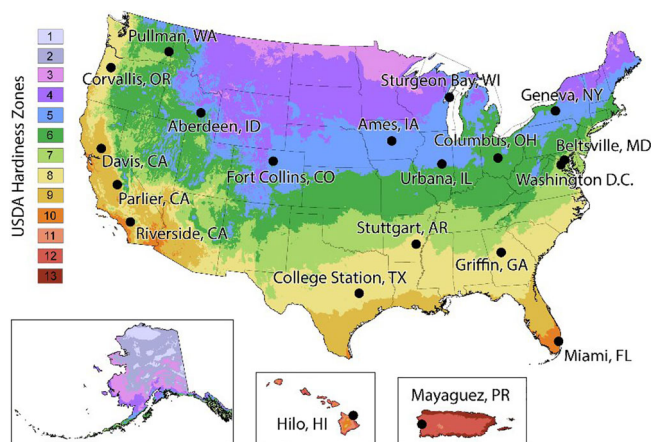 USDA Hardiness Zones
1
2
3
4
5
6
7
8
9
10
11
12
13
Pullman, WA
Corvallis, OR
Sturgeon Bay, WI
Geneva, NY
Aberdeen, ID
Ames, IA
Columbus, OH
Beltsville, MD
Davis, CA
Fort Collins, CO
Urbana, IL
Washington D.C.
Parlier, CA
Riverside, CA
Stuttgart, AR
Griffin, GA
College Station, TX
Miami, FL
Hilo, HI
Mayaguez, PR